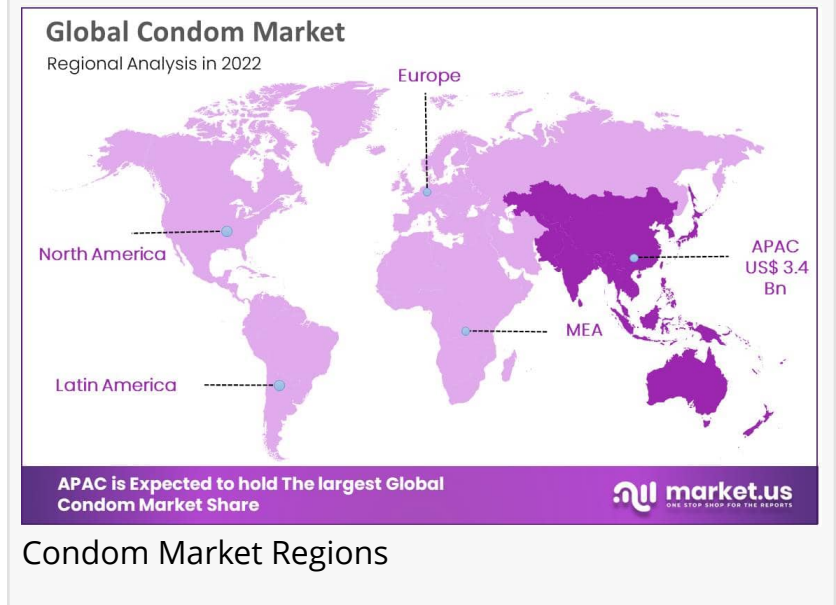 Global Condom Market
Regional Analysis in 2022
Europe
North America
APAC
US$ 3.4
Bn
MEA
Latin America
APAC is Expected to hold The largest Global
Condom Market Share
market.us
ONE STOP SHOP FOR THE REPORTS
Condom Market Regions